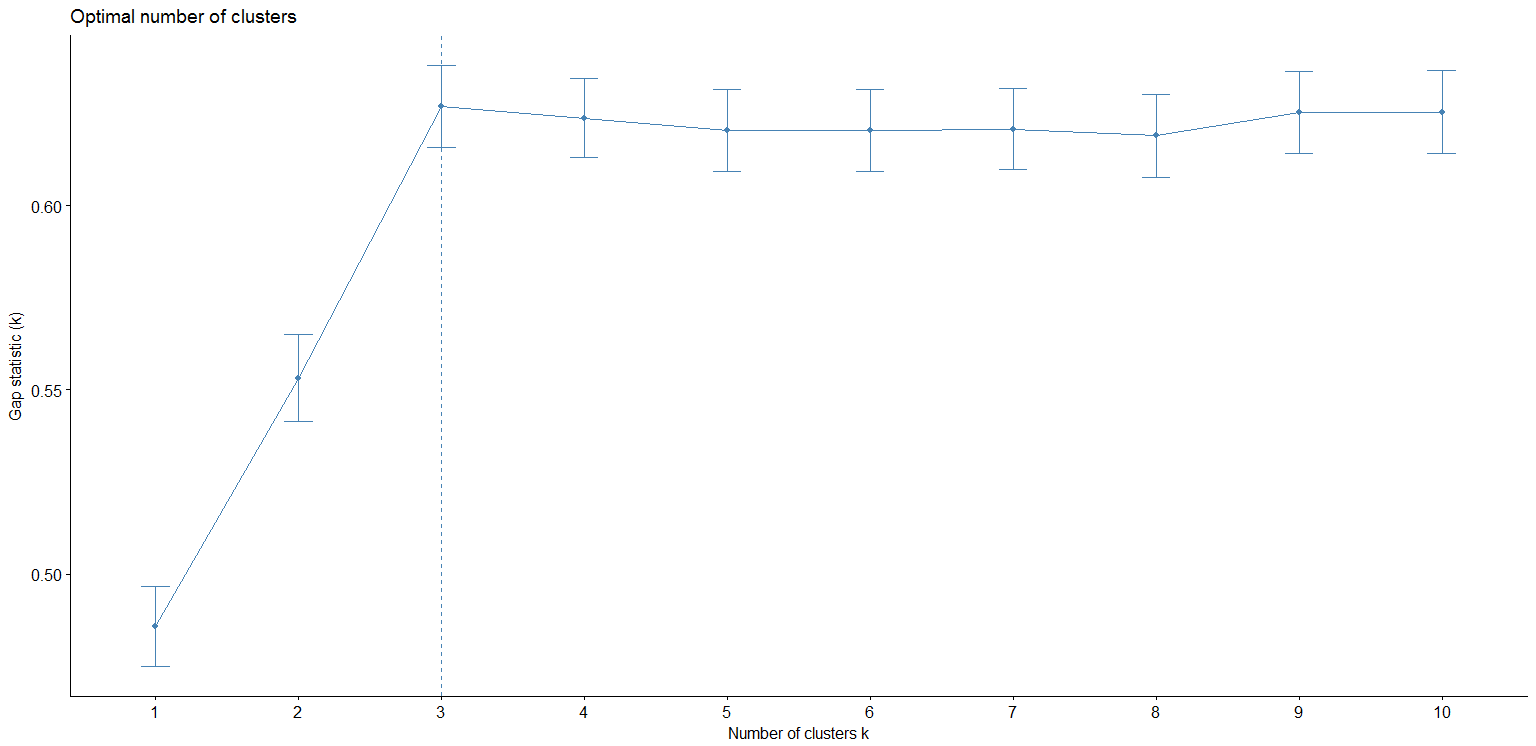 Optimal number of clusters
Gap statistic (k)
0.60
0.55
0.50
1 2 3 4 5 6 7 8 9 10
Number of clusters k